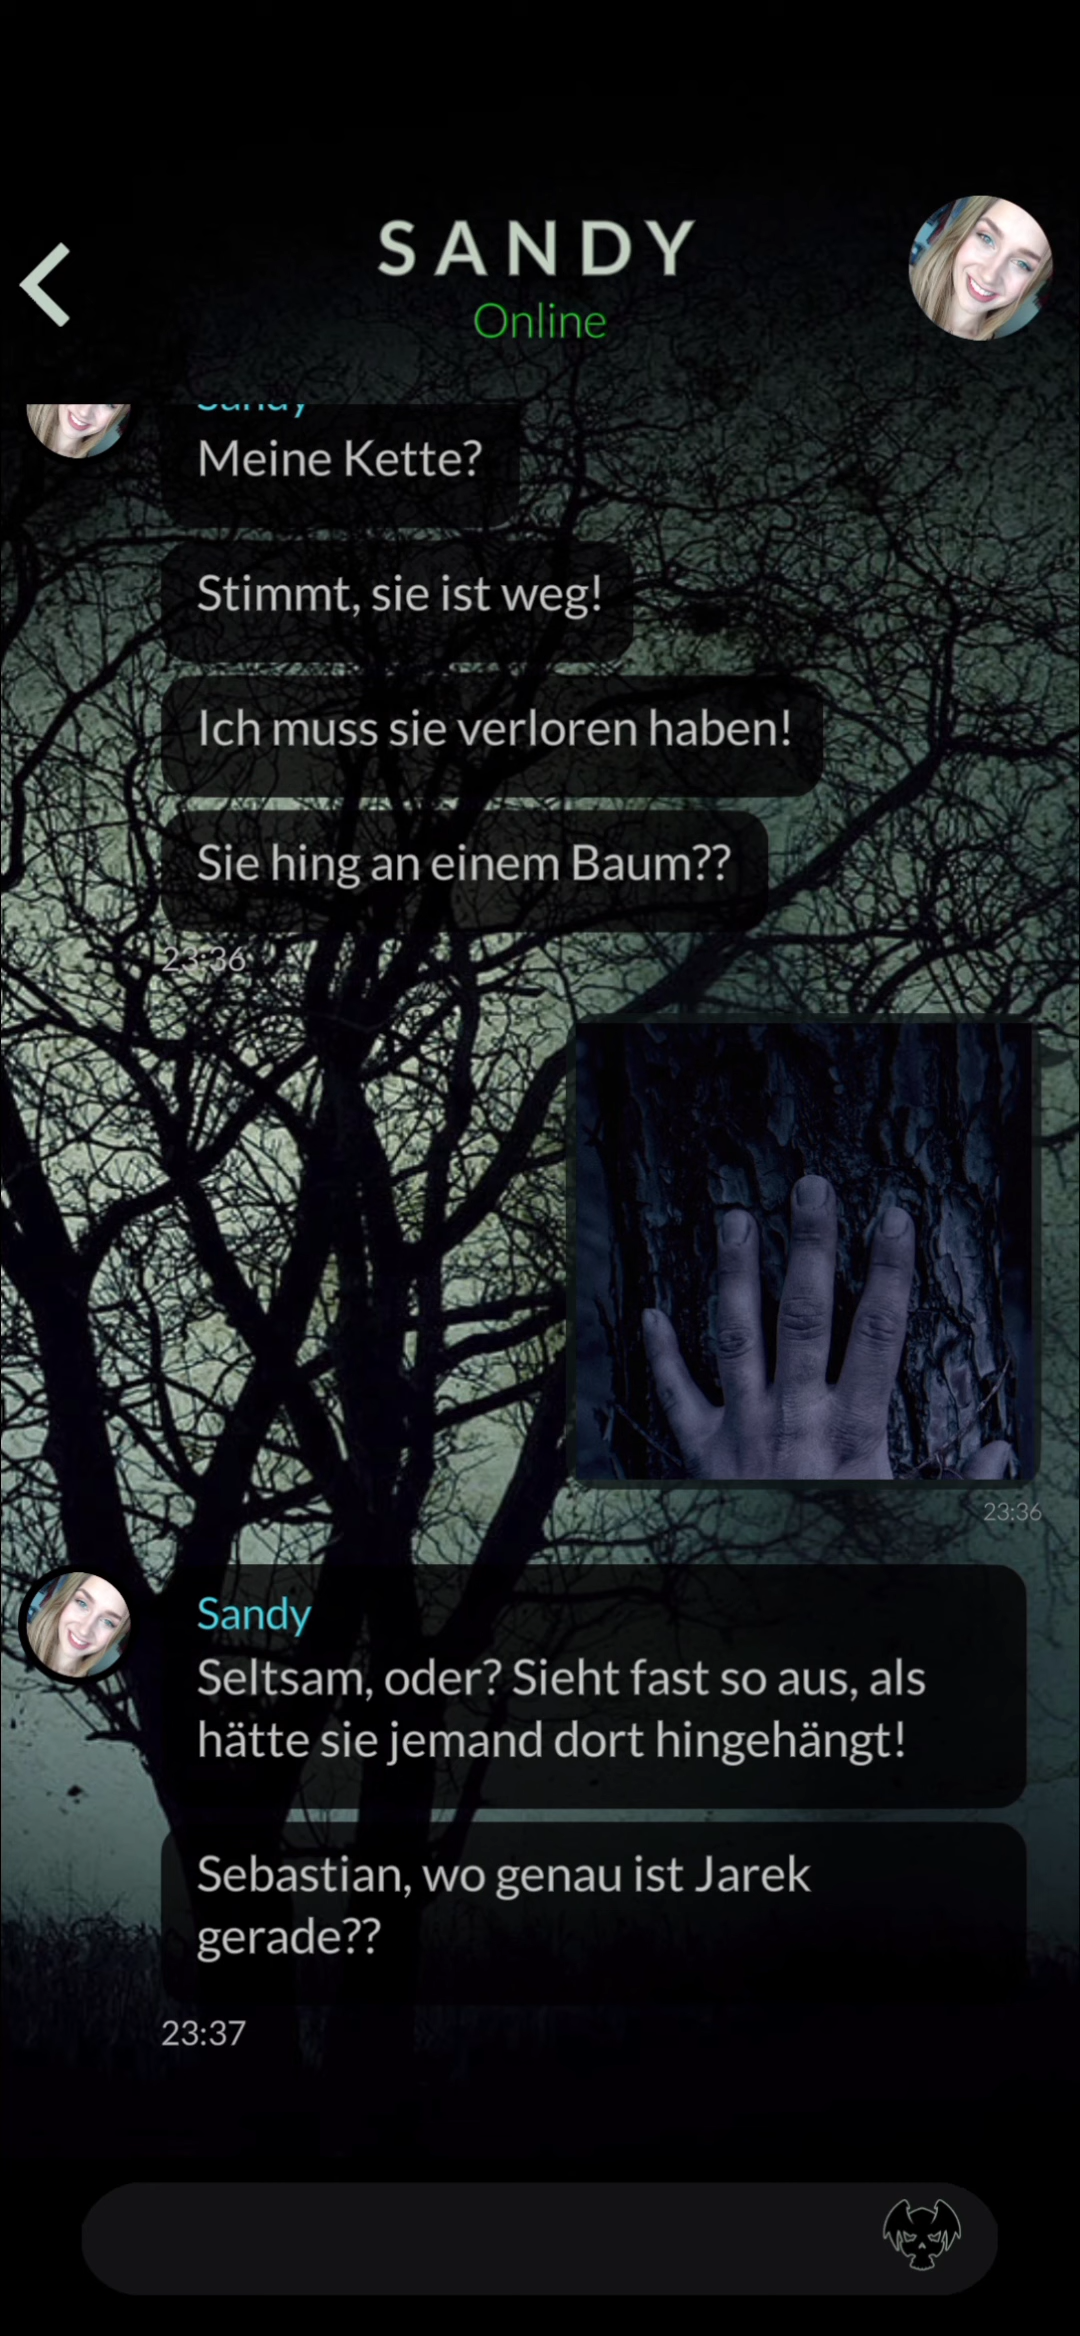 SANDY
Online
Sandy
Meine Kette?
Stimmt, sie ist weg!
Ich muss sie verloren haben!
Sie hing an einem Baum??
23:36
23:36
Sandy
Seltsam, oder? Sieht fast so aus, als
hätte sie jemand dort hingehängt!
Sebastian, wo genau ist Jarek
gerade??
23:37